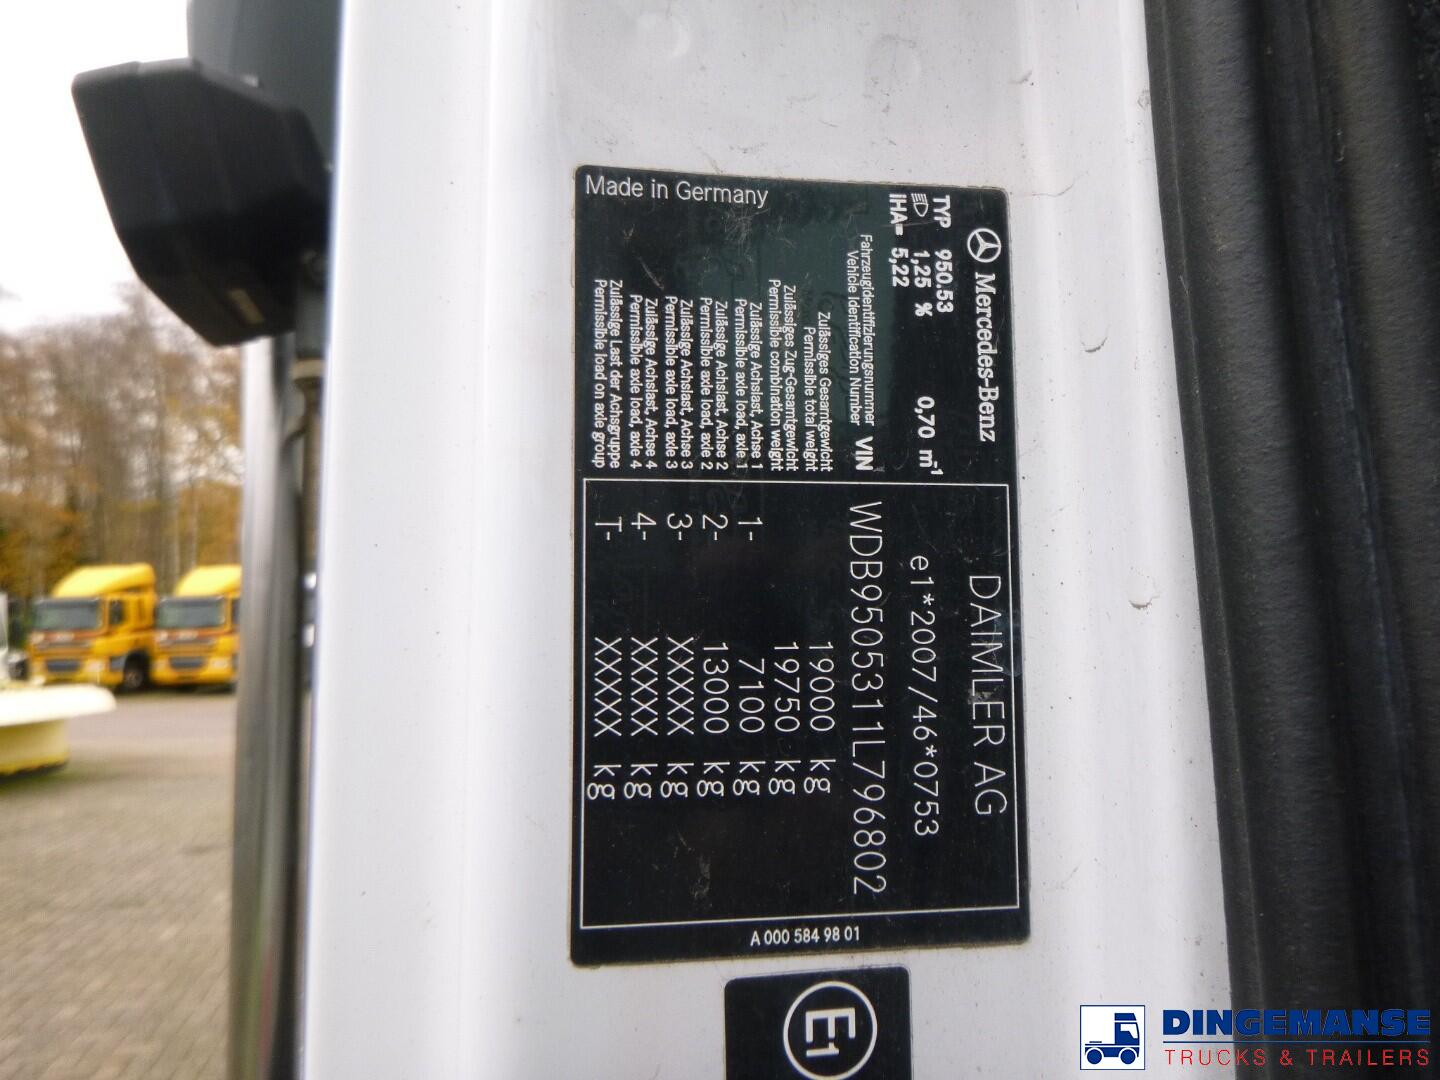 Made in Germany
Mercedes-Benz
TYP 950.53
1,25 % 0,70 m-1
IHA= 5,22
DAIMLER AG
e1*2007/46*0753
Fahrzeugidentifizierungsnummer
Vehicle Identification Number VIN WDB9505311L796802
Zulässiges Gesamtgewicht
Permissible total weight 19000 kg
Zulässiges Zug-Gesamtgewicht
Permissible combination weight 19750 kg
Zulässige Achslast, Achse 1
Permissible axle load, axle 1 1- 7100 kg
Zulässige Achslast, Achse 2
Permissible axle load, axle 2 2- 13000 kg
Zulässige Achslast, Achse 3
Permissible axle load, axle 3 3- XXXXX kg
Zulässige Achslast, Achse 4
Permissible axle load, axle 4 4- XXXXX kg
Zulässige Last der Achsgruppe
Permissible load on axle group T- XXXXX kg
A 000 584 98 01
E1
DINGEMANSE
TRUCKS & TRAILERS